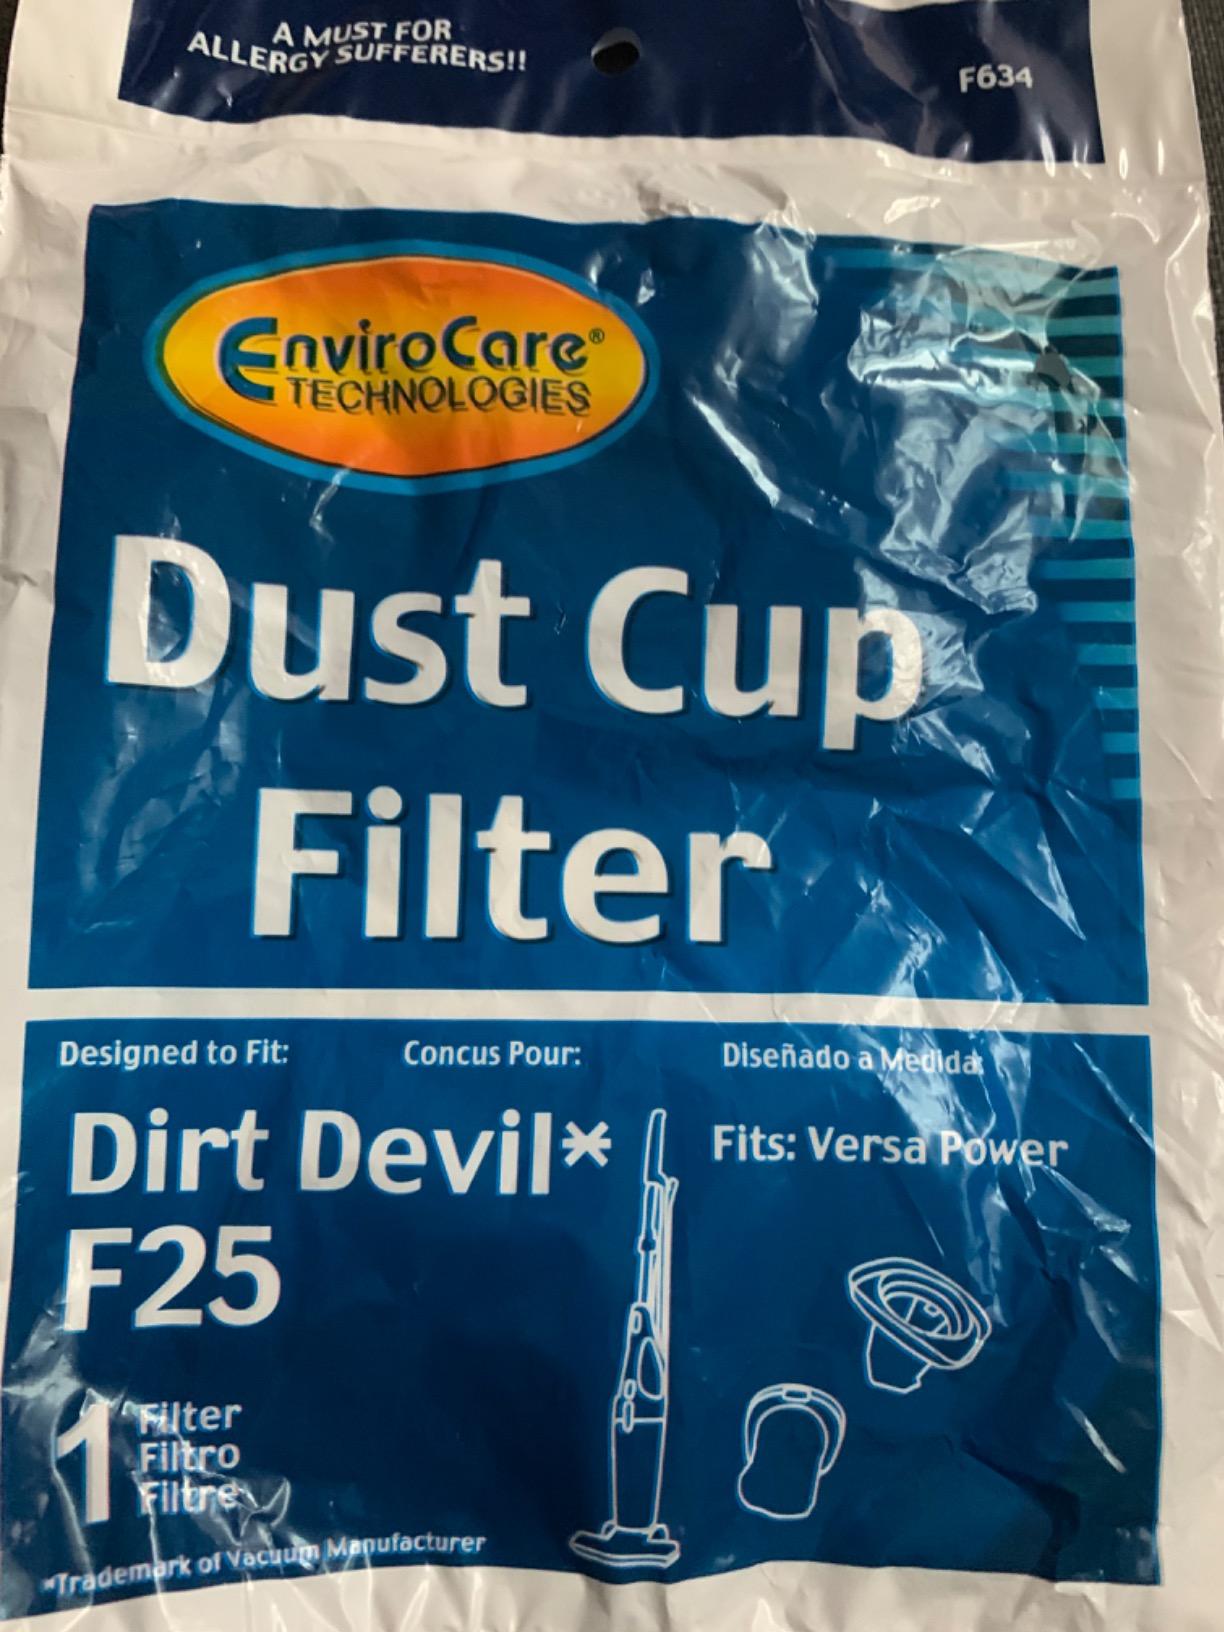 A MUST FOR
ALLERGY SUFFERERS!!
F634
EnviroCare®
TECHNOLOGIES
Dust Cup
Filter
Designed to Fit: Concus Pour: Diseñado a Medida:
Dirt Devil*
Fits: Versa Power
F25
1 Filter
Filtro
Filtre
*Trademark of Vacuum Manufacturer